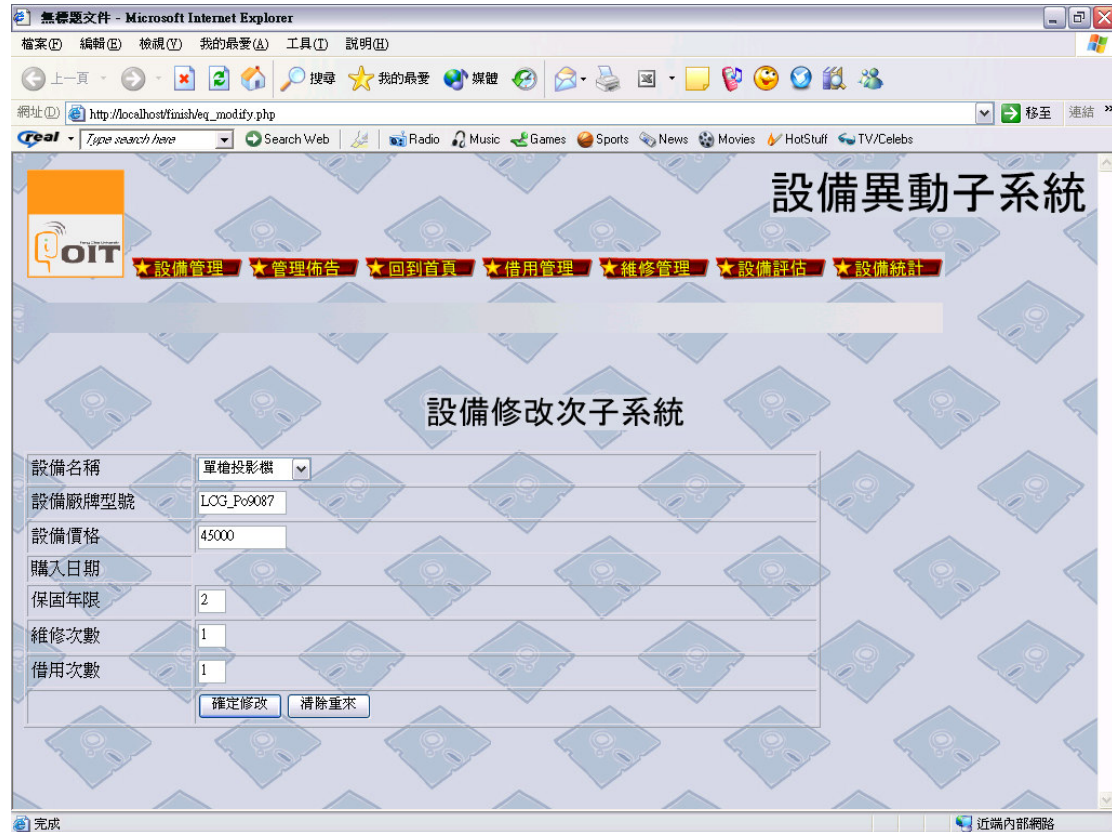 無標題文件 - Microsoft Internet Explorer
檔案(F) 編輯(E) 檢視(V) 我的最愛(A) 工具(T) 說明(H)
上一頁 搜尋 我的最愛 媒體
網址(D) http://localhost/finish/eq_modify.php 移至 連結 »
real Type search here Search Web Radio Music Games Sports News Movies HotStuff TV/Celebs
設備異動子系統
OIT
設備管理 管理佈告 回到首頁 借用管理 維修管理 設備評估 設備統計
設備修改次子系統
設備名稱 單槍投影機
設備廠牌型號 LCG_Po9087
設備價格 45000
購入日期
保固年限 2
維修次數 1
借用次數 1
確定修改 清除重來
完成 近端內部網路